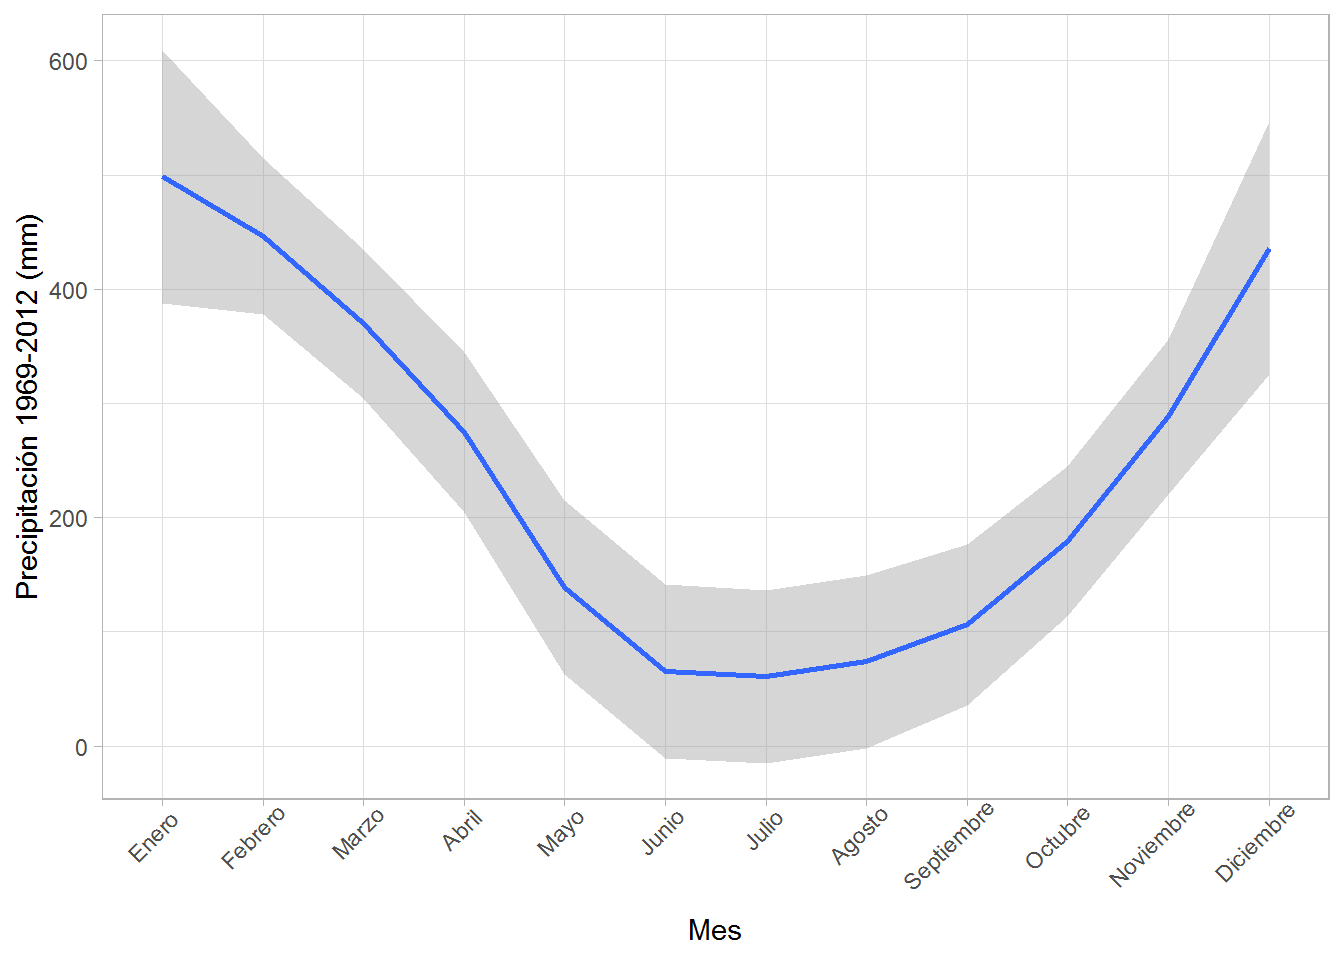 Precipitación 1969-2012 (mm)
600
400
200
0
Enero
Febrero
Marzo
Abril
Mayo
Junio
Julio
Agosto
Septiembre
Octubre
Noviembre
Diciembre
Mes